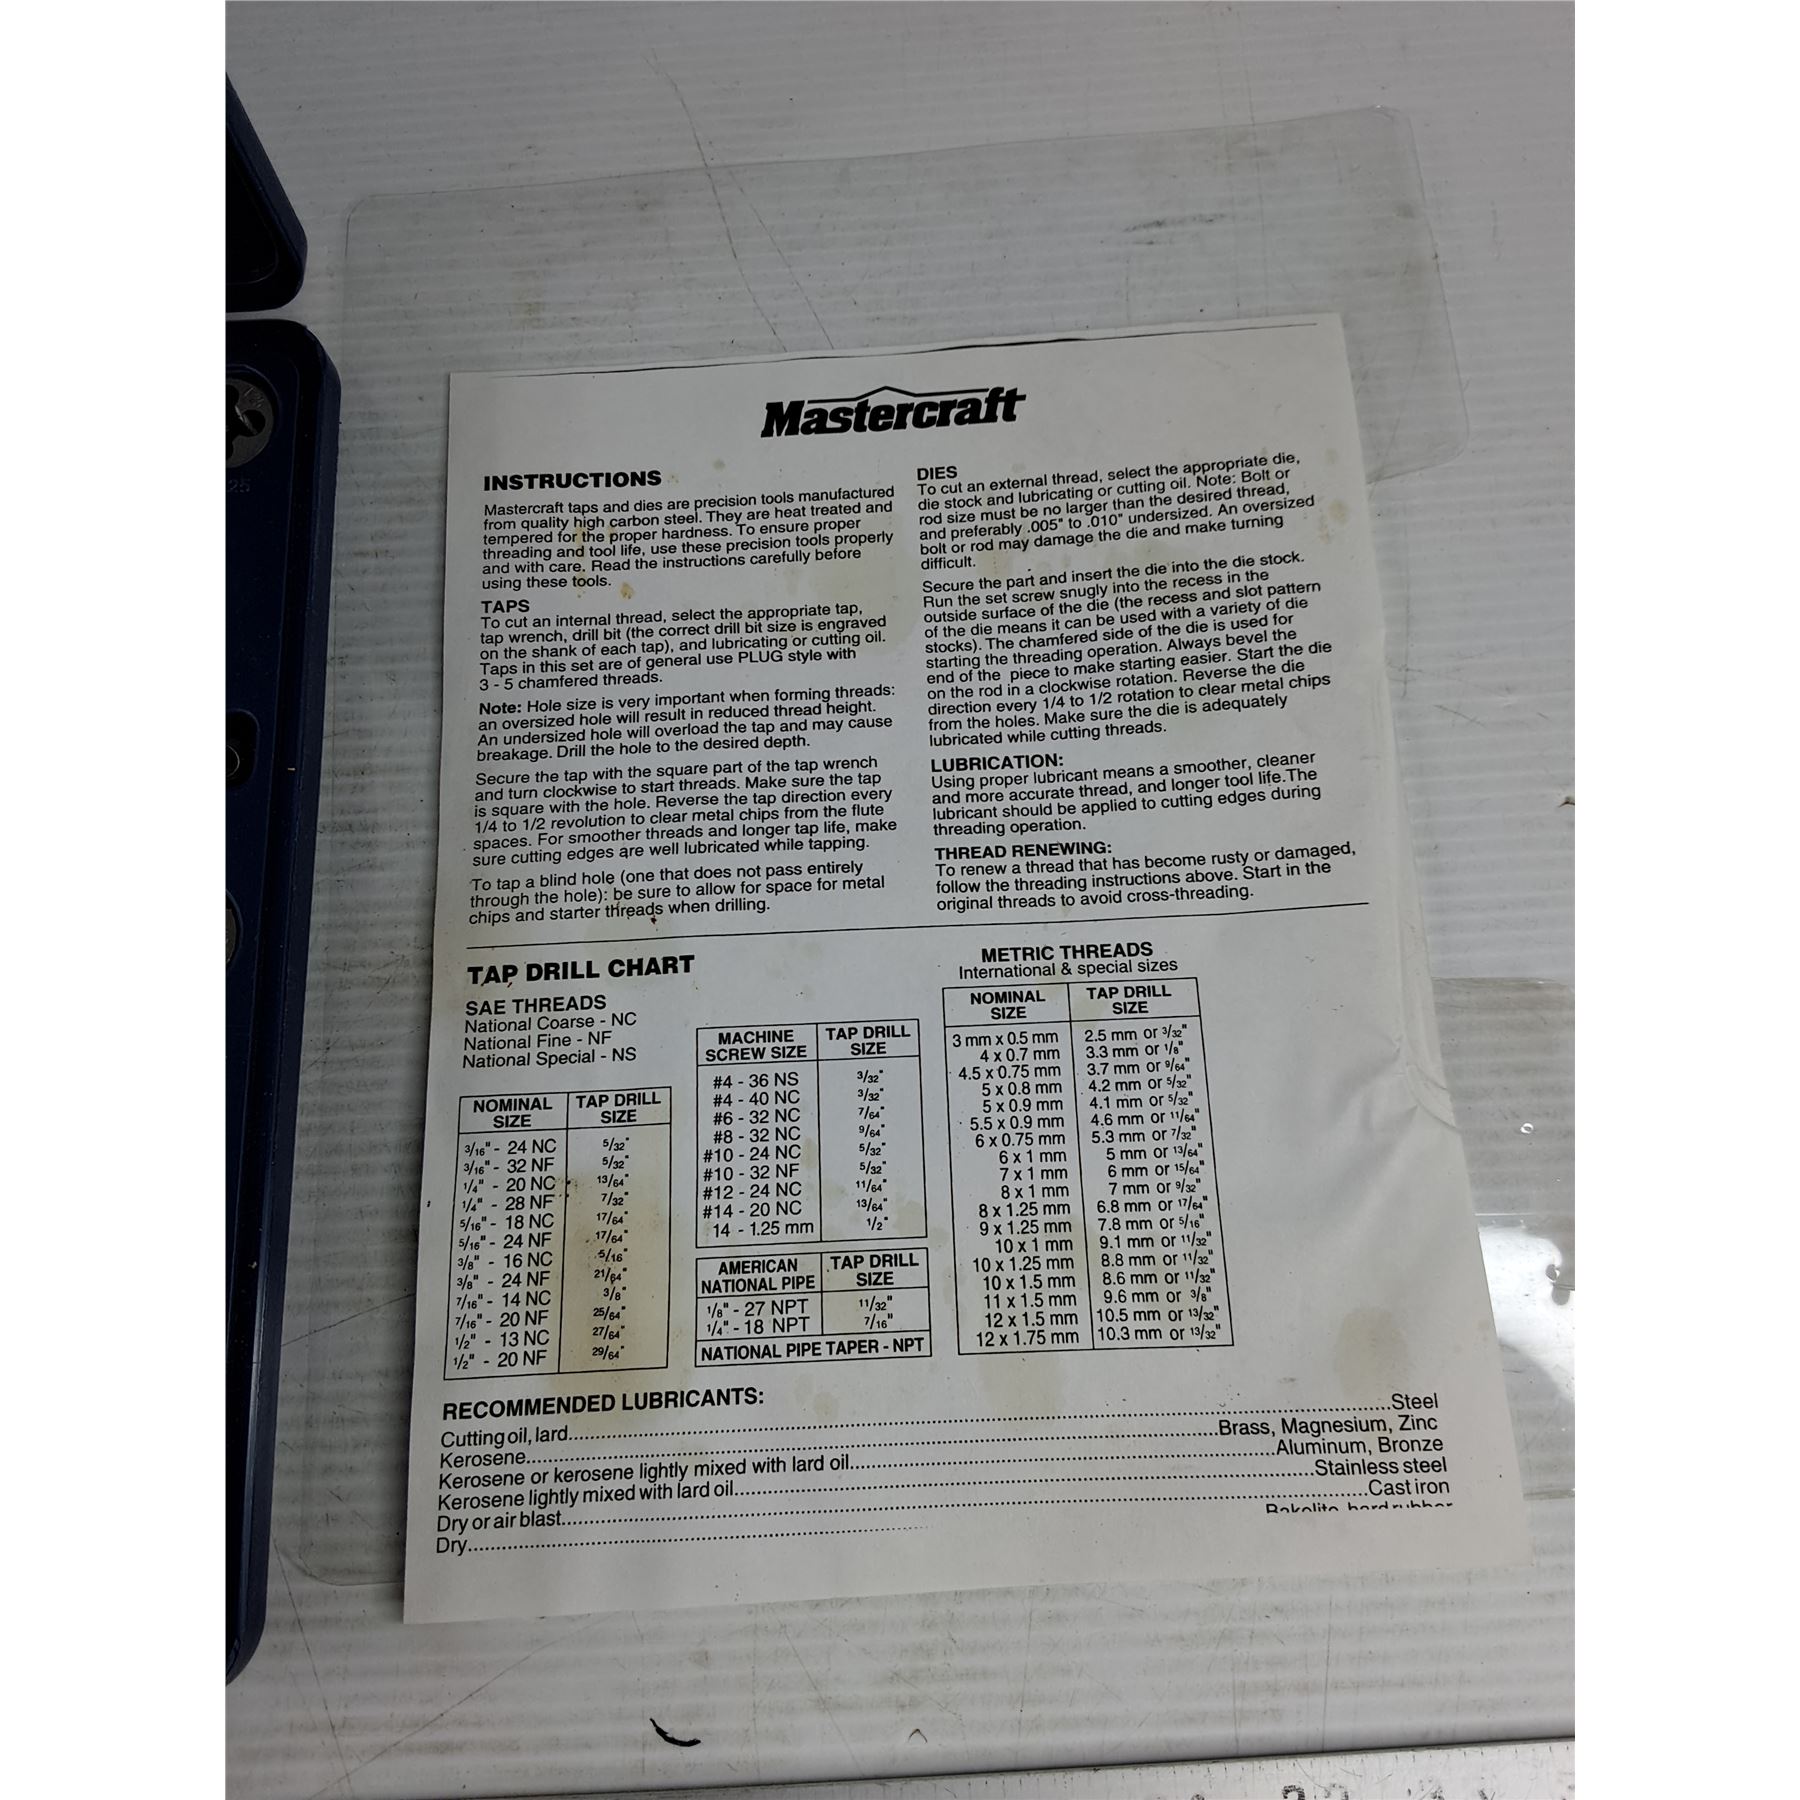 Mastercraft
INSTRUCTIONS
Mastercraft taps and dies are precision tools manufactured
from quality high carbon steel. They are heat treated and
tempered for the proper hardness. To ensure proper
threading and tool life, use these precision tools properly
and with care. Read the instructions carefully before
using these tools.
TAPS
To cut an internal thread, select the appropriate tap,
tap wrench, drill bit (the correct drill bit size is engraved
on the shank of each tap), and lubricating or cutting oil.
Taps in this set are of general use PLUG style with
3 - 5 chamfered threads.
Note: Hole size is very important when forming threads:
an oversized hole will result in reduced thread height.
An undersized hole will overload the tap and may cause
breakage. Drill the hole to the desired depth.
Secure the tap with the square part of the tap wrench
and turn clockwise to start threads. Make sure the tap
is square with the hole. Reverse the tap direction every
1/4 to 1/2 revolution to clear metal chips from the flute
spaces. For smoother threads and longer tap life, make
sure cutting edges are well lubricated while tapping.
To tap a blind hole (one that does not pass entirely
through the hole): be sure to allow for space for metal
chips and starter threads when drilling.
DIES
To cut an external thread, select the appropriate die,
die stock and lubricating or cutting oil. Note: Bolt or
rod size must be no larger than the desired thread,
and preferably .005" to .010" undersized. An oversized
bolt or rod may damage the die and make turning
difficult.
Secure the part and insert the die into the die stock.
Run the set screw snugly into the recess in the
outside surface of the die (the recess and slot pattern
of the die means it can be used with a variety of die
stocks). The chamfered side of the die is used for
starting the threading operation. Always bevel the
end of the piece to make starting easier. Start the die
on the rod in a clockwise rotation. Reverse the die
direction every 1/4 to 1/2 rotation to clear metal chips
from the holes. Make sure the die is adequately
lubricated while cutting threads.
LUBRICATION:
Using proper lubricant means a smoother, cleaner
and more accurate thread, and longer tool life.The
lubricant should be applied to cutting edges during
threading operation.
THREAD RENEWING:
To renew a thread that has become rusty or damaged,
follow the threading instructions above. Start in the
original threads to avoid cross-threading.
TAP DRILL CHART
SAE THREADS
National Coarse - NC
National Fine - NF
National Special - NS
NOMINAL SIZE TAP DRILL SIZE
3/16" - 24 NC 5/32"
3/16" - 32 NF 5/32"
1/4" - 20 NC 13/64"
1/4" - 28 NF 7/32"
5/16" - 18 NC 17/64"
5/16" - 24 NF 17/64"
3/8" - 16 NC 5/16"
3/8" - 24 NF 21/64"
7/16" - 14 NC 3/8"
7/16" - 20 NF 25/64"
1/2" - 13 NC 27/64"
1/2" - 20 NF 29/64"
MACHINE SCREW SIZE TAP DRILL SIZE
#4 - 36 NS 3/32"
#4 - 40 NC 3/32"
#6 - 32 NC 7/64"
#8 - 32 NC 9/64"
#10 - 24 NC 5/32"
#10 - 32 NF 5/32"
#12 - 24 NC 11/64"
#14 - 20 NC 13/64"
14 - 1.25 mm 1/2"
AMERICAN NATIONAL PIPE TAP DRILL SIZE
1/8" - 27 NPT 11/32"
1/4" - 18 NPT 7/16"
NATIONAL PIPE TAPER - NPT
METRIC THREADS
International & special sizes
NOMINAL SIZE TAP DRILL SIZE
3 mm x 0.5 mm 2.5 mm or 3/32"
4 x 0.7 mm 3.3 mm or 1/8"
4.5 x 0.75 mm 3.7 mm or 9/64"
5 x 0.8 mm 4.2 mm or 5/32"
5 x 0.9 mm 4.1 mm or 5/32"
5.5 x 0.9 mm 4.6 mm or 11/64"
6 x 0.75 mm 5.3 mm or 7/32"
6 x 1 mm 5 mm or 13/64"
7 x 1 mm 6 mm or 15/64"
8 x 1 mm 7 mm or 9/32"
8 x 1.25 mm 6.8 mm or 17/64"
9 x 1.25 mm 7.8 mm or 5/16"
10 x 1 mm 9.1 mm or 11/32"
10 x 1.25 mm 8.8 mm or 11/32"
10 x 1.5 mm 8.6 mm or 11/32"
11 x 1.5 mm 9.6 mm or 3/8"
12 x 1.5 mm 10.5 mm or 13/32"
12 x 1.75 mm 10.3 mm or 13/32"
RECOMMENDED LUBRICANTS:
Cutting oil, lard Steel
Kerosene Brass, Magnesium, Zinc
Kerosene or kerosene lightly mixed with lard oil Aluminum, Bronze
Kerosene lightly mixed with lard oil Stainless steel
Dry or air blast Cast iron
Dry Bakelite, hard rubber